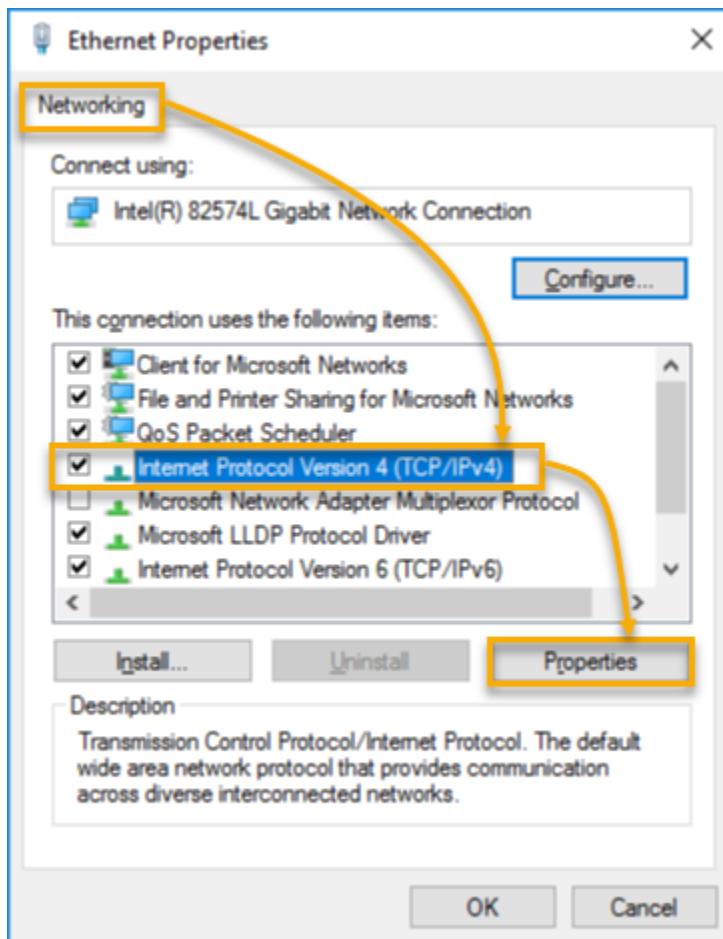 Ethernet Properties
Networking
Connect using:
Intel(R) 82574L Gigabit Network Connection
Configure...
This connection uses the following items:
Client for Microsoft Networks
File and Printer Sharing for Microsoft Networks
QoS Packet Scheduler
Internet Protocol Version 4 (TCP/IPv4)
Microsoft Network Adapter Multiplexor Protocol
Microsoft LLDP Protocol Driver
Internet Protocol Version 6 (TCP/IPv6)
Install...
Uninstall
Properties
Description
Transmission Control Protocol/Internet Protocol. The default
wide area network protocol that provides communication
across diverse interconnected networks.
OK
Cancel